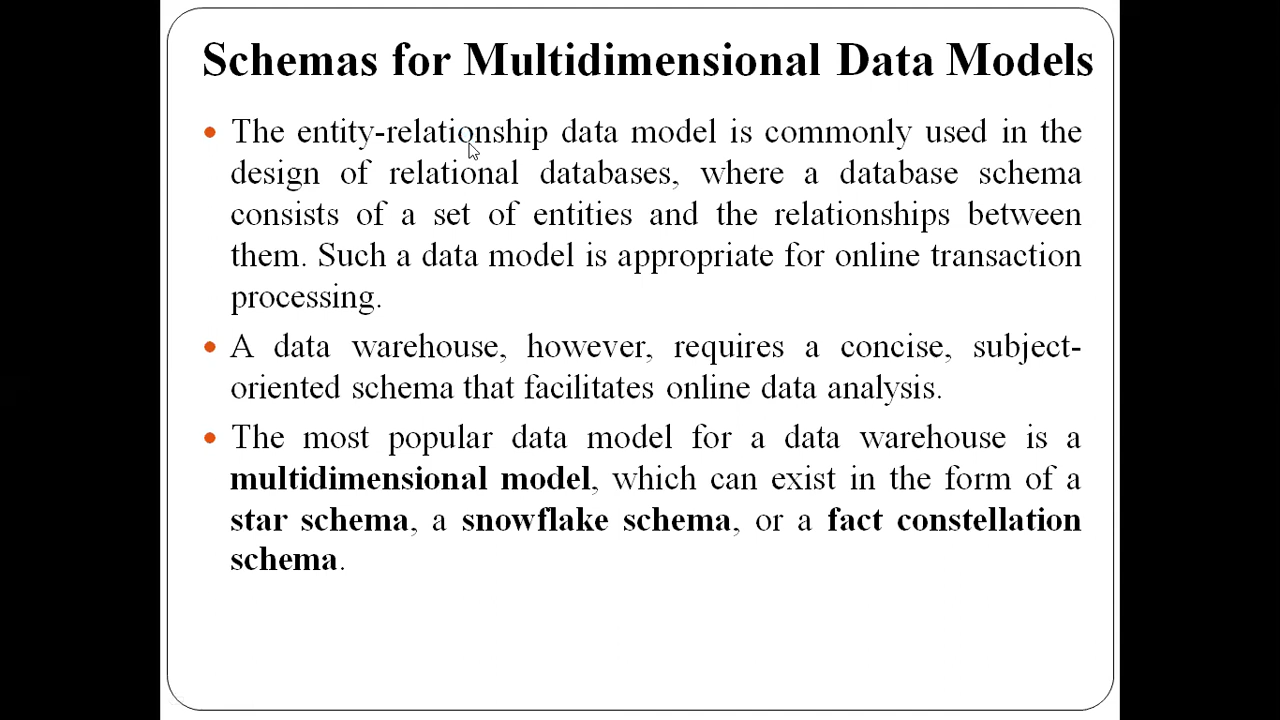 Schemas for Multidimensional Data Models
• The entity-relationship data model is commonly used in the
design of relational databases, where a database schema
consists of a set of entities and the relationships between
them. Such a data model is appropriate for online transaction
processing.
• A data warehouse, however, requires a concise, subject-
oriented schema that facilitates online data analysis.
• The most popular data model for a data warehouse is a
multidimensional model, which can exist in the form of a
star schema, a snowflake schema, or a fact constellation
schema.